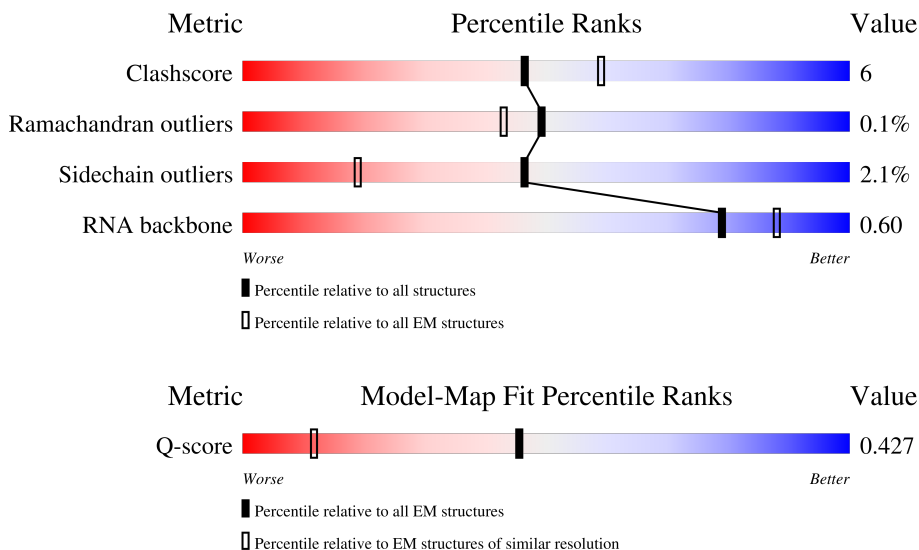 Metric Percentile Ranks Value
Clashscore 6
Ramachandran outliers 0.1%
Sidechain outliers 2.1%
RNA backbone 0.60
Worse Better
Percentile relative to all structures
Percentile relative to all EM structures
Metric Model-Map Fit Percentile Ranks Value
Q-score 0.427
Worse Better
Percentile relative to all EM structures
Percentile relative to EM structures of similar resolution